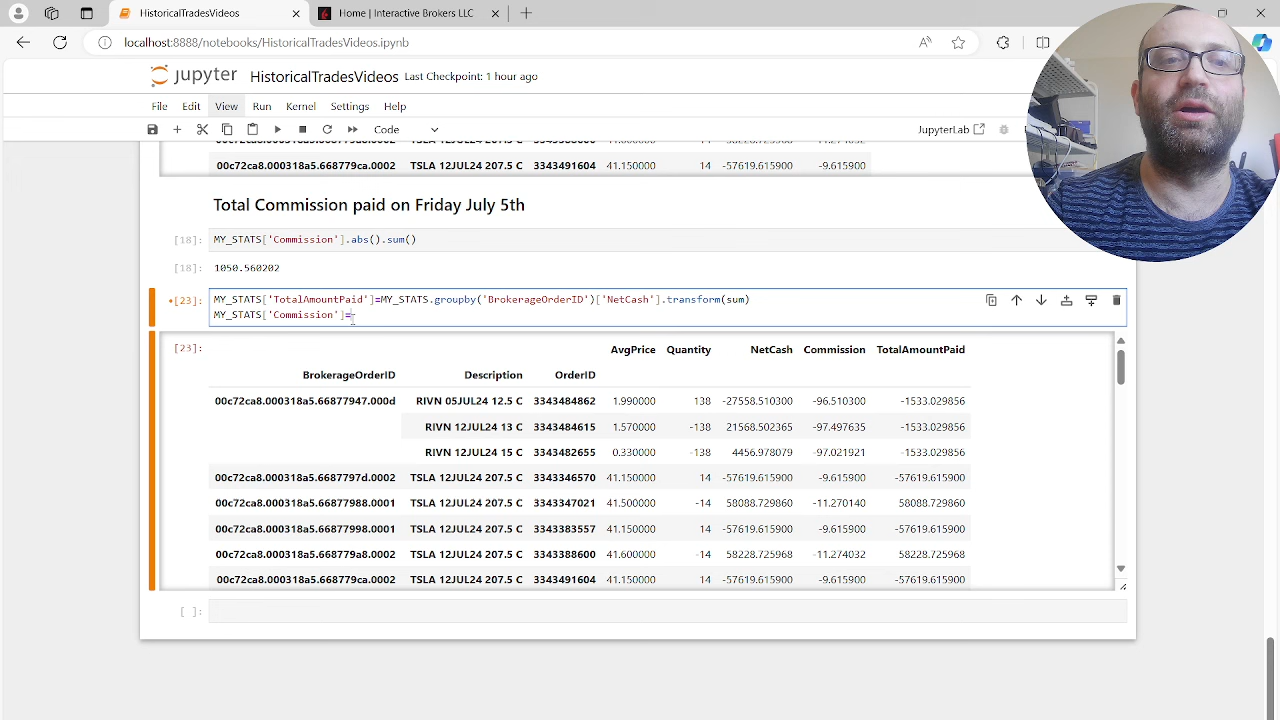 HistoricalTradesVideos
Home | Interactive Brokers LLC
localhost:8888/notebooks/HistoricalTradesVideos.ipynb
jupyter HistoricalTradesVideos Last Checkpoint: 1 hour ago
File Edit View Run Kernel Settings Help
Code JupyterLab
00c72ca8.000318a5.668779ca.0002 TSLA 12JUL24 207.5 C 3343491604 41.150000 14 -57619.615900 -9.615900
Total Commission paid on Friday July 5th
[18]: MY_STATS['Commission'].abs().sum()
[18]: 1050.560202
[23]: MY_STATS['TotalAmountPaid']=MY_STATS.groupby('BrokerageOrderID')['NetCash'].transform(sum)
MY_STATS['Commission']=
[23]: AvgPrice Quantity NetCash Commission TotalAmountPaid
BrokerageOrderID Description OrderID
00c72ca8.000318a5.66877947.000d RIVN 05JUL24 12.5 C 3343484862 1.990000 138 -27558.510300 -96.510300 -1533.029856
RIVN 12JUL24 13 C 3343484615 1.570000 -138 21568.502365 -97.497635 -1533.029856
RIVN 12JUL24 15 C 3343482655 0.330000 -138 4456.978079 -97.021921 -1533.029856
00c72ca8.000318a5.6687797d.0002 TSLA 12JUL24 207.5 C 3343346570 41.150000 14 -57619.615900 -9.615900 -57619.615900
00c72ca8.000318a5.66877988.0001 TSLA 12JUL24 207.5 C 3343347021 41.500000 -14 58088.729860 -11.270140 58088.729860
00c72ca8.000318a5.66877998.0001 TSLA 12JUL24 207.5 C 3343383557 41.150000 14 -57619.615900 -9.615900 -57619.615900
00c72ca8.000318a5.668779a8.0002 TSLA 12JUL24 207.5 C 3343388600 41.600000 -14 58228.725968 -11.274032 58228.725968
00c72ca8.000318a5.668779ca.0002 TSLA 12JUL24 207.5 C 3343491604 41.150000 14 -57619.615900 -9.615900 -57619.615900
[ ]: